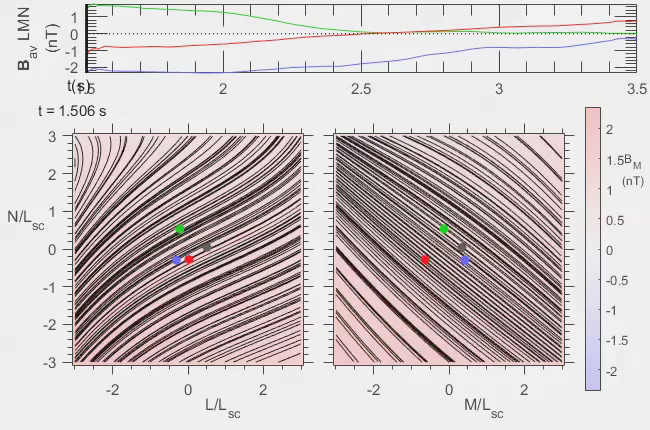 B_av LMN (nT)
1
0
-1
-2
t(s)
2 2.5 3 3.5
t = 1.506 s
3
2
1
N/L_sc
0
-1
-2
-3
-2 0 2
L/L_sc
-2 0 2
M/L_sc
2
1.5
B_M
(nT)
1
0.5
0
-0.5
-1
-1.5
-2